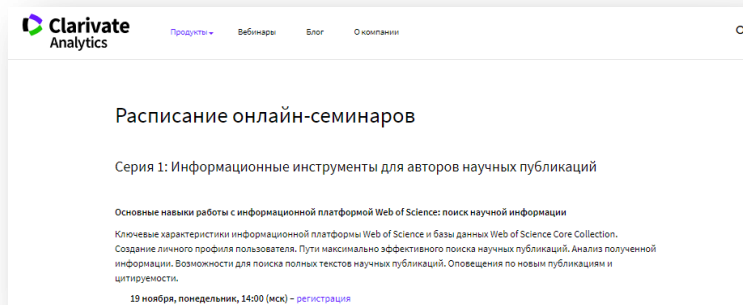 Clarivate
Analytics
Продукты Вебинары Блог О компании
Расписание онлайн-семинаров
Серия 1: Информационные инструменты для авторов научных публикаций
Основные навыки работы с информационной платформой Web of Science: поиск научной информации
Ключевые характеристики информационной платформы Web of Science и базы данных Web of Science Core Collection.
Создание личного профиля пользователя. Пути максимально эффективного поиска научных публикаций. Анализ полученной
информации. Возможности для поиска полных текстов научных публикаций. Оповещения по новым публикациям и
цитируемости.
19 ноября, понедельник, 14:00 (мск) – регистрация